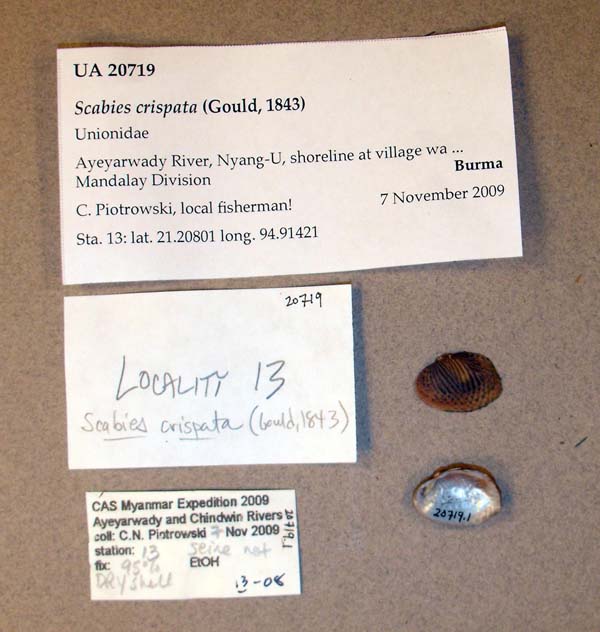 UA 20719
Scabies crispata (Gould, 1843)
Unionidae
Ayeyarwady River, Nyang-U, shoreline at village wa ...
Burma
Mandalay Division
7 November 2009
C. Piotrowski, local fisherman!
Sta. 13: lat. 21.20801 long. 94.91421
20719
LOCALITY 13
Scabies crispata (Gould, 1843)
CAS Myanmar Expedition 2009
Ayeyarwady and Chindwin Rivers
coll: C.N. Piotrowski 7 Nov 2009
station: 13 seine net
fix: 95% EtOH
DRY shell
13-08
20719.1
20719.1